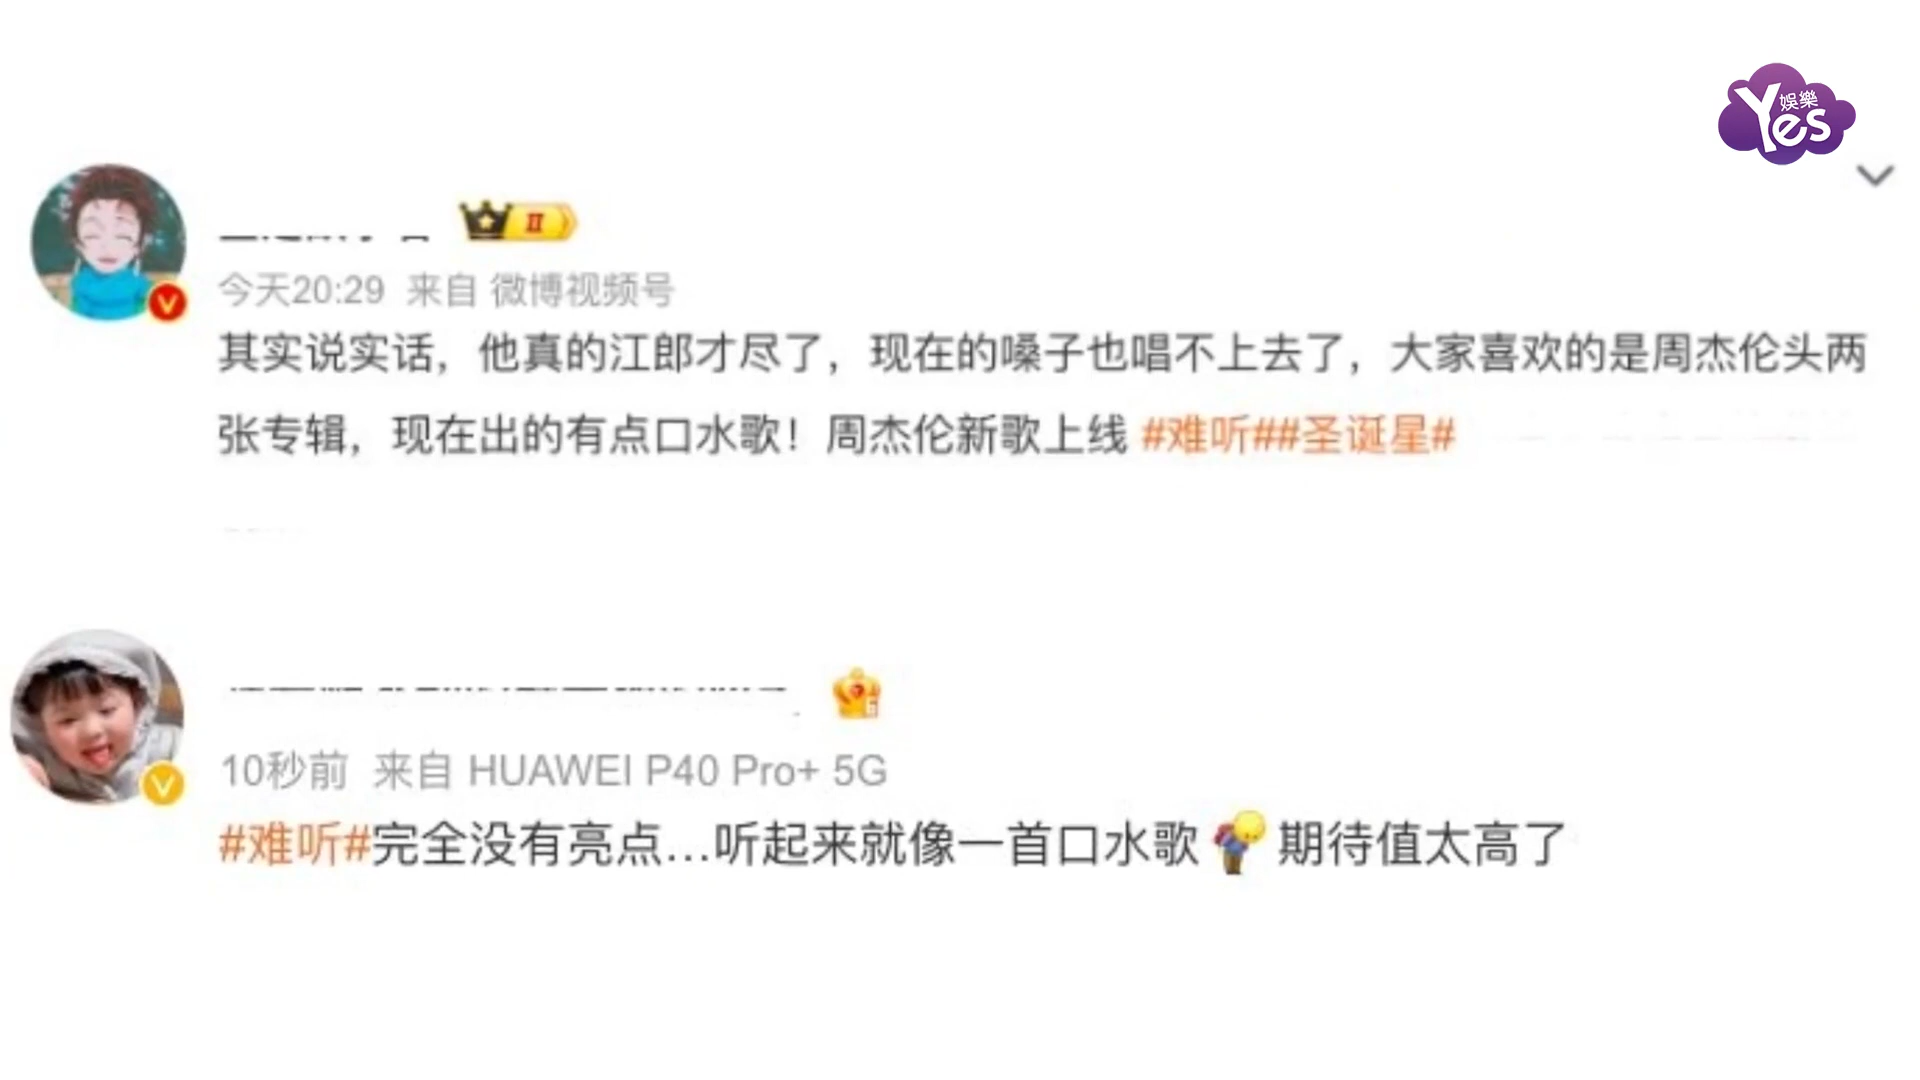 Yes 娛樂
II
今天20:29 来自 微博视频号
其实说实话，他真的江郎才尽了，现在的嗓子也唱不上去了，大家喜欢的是周杰伦头两
张专辑，现在出的有点口水歌！周杰伦新歌上线 #难听##圣诞星#
10秒前 来自 HUAWEI P40 Pro+ 5G
#难听#完全没有亮点...听起来就像一首口水歌 期待值太高了